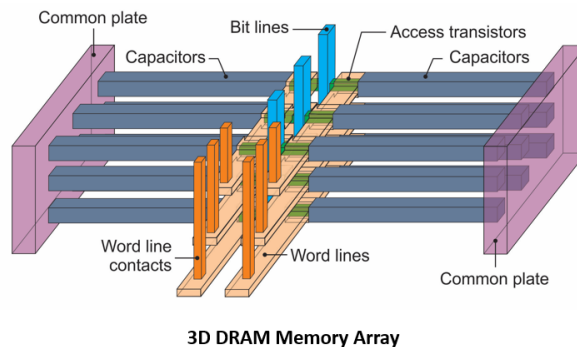 Common plate
Bit lines
Access transistors
Capacitors
Capacitors
Word line
contacts
Word lines
Common plate
3D DRAM Memory Array